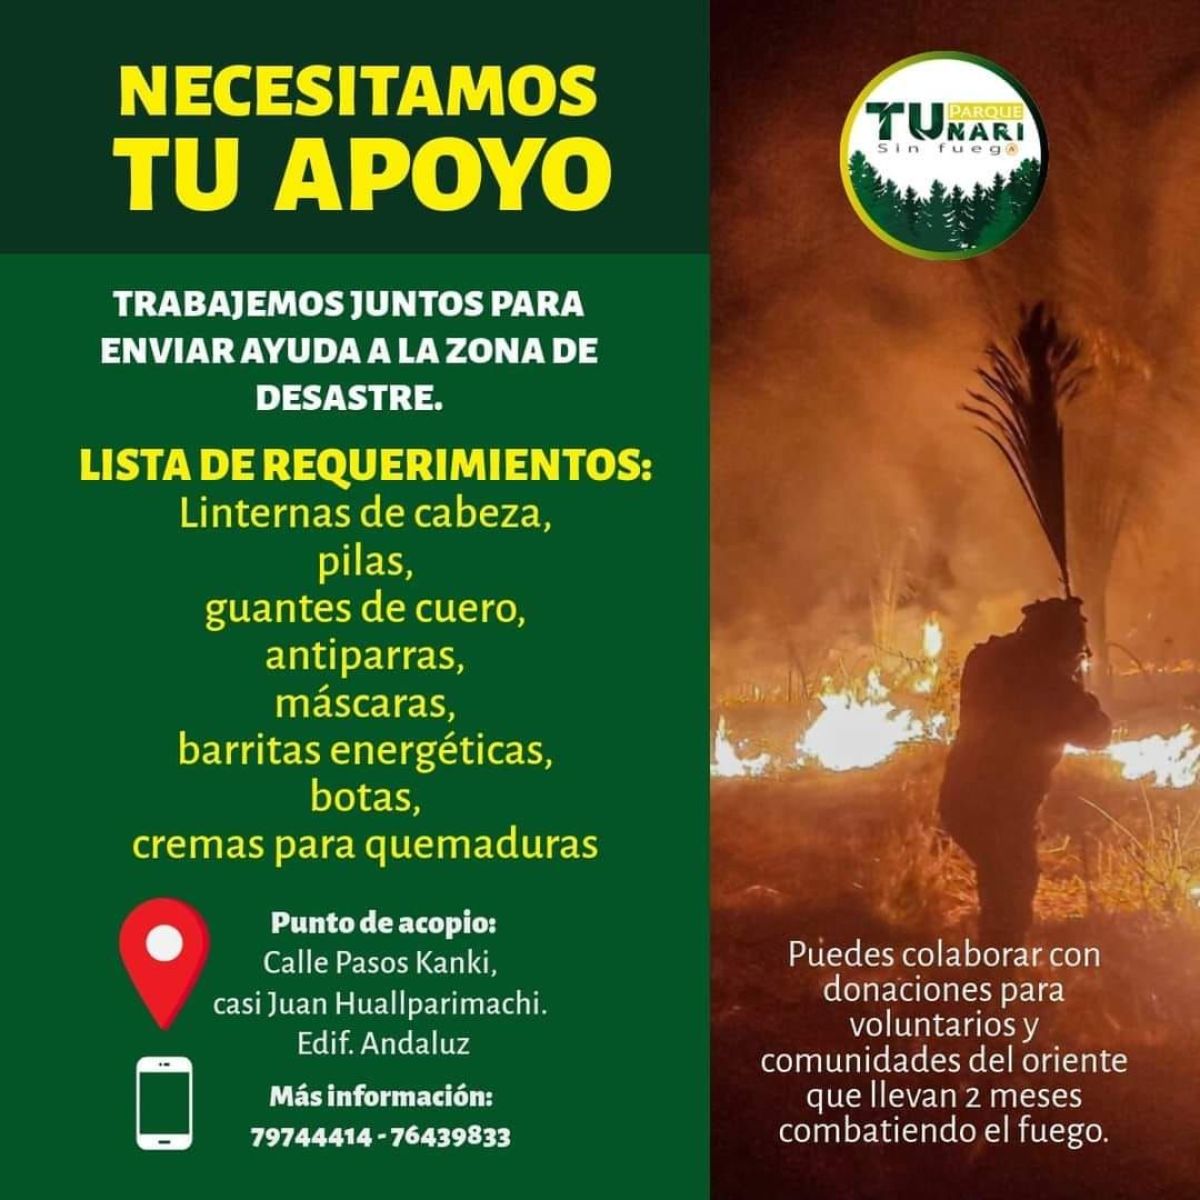 NECESITAMOS
TU APOYO
TRABAJEMOS JUNTOS PARA
ENVIAR AYUDA A LA ZONA DE
DESASTRE.
LISTA DE REQUERIMIENTOS:
Linternas de cabeza,
pilas,
guantes de cuero,
antiparras,
máscaras,
barritas energéticas,
botas,
cremas para quemaduras
Punto de acopio:
Calle Pasos Kanki,
casi Juan Huallparimachi.
Edif. Andaluz
Más información:
79744414 - 76439833
PARQUE
TUNARI
Sin fuego
Puedes colaborar con
donaciones para
voluntarios y
comunidades del oriente
que llevan 2 meses
combatiendo el fuego.